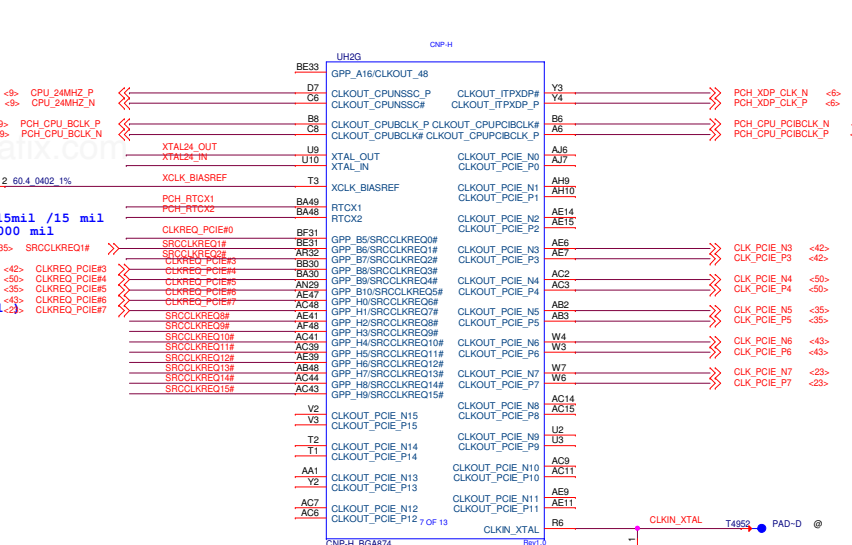 CNP-H
UH2G
BE33 GPP_A16/CLKOUT_48
<9> CPU_24MHZ_P D7 CLKOUT_CPUNSSC_P CLKOUT_ITPXDP# Y3 PCH_XDP_CLK_N <6>
<9> CPU_24MHZ_N C6 CLKOUT_CPUNSSC# CLKOUT_ITPXDP_P Y4 PCH_XDP_CLK_P <6>
9> PCH_CPU_BCLK_P B8 CLKOUT_CPUBCLK_P CLKOUT_CPUPCIBCLK# B6 PCH_CPU_PCIBCLK_N
9> PCH_CPU_BCLK_N C8 CLKOUT_CPUBCLK# CLKOUT_CPUPCIBCLK_P A6 PCH_CPU_PCIBCLK_P
afix.com
XTAL24_OUT U9 XTAL_OUT CLKOUT_PCIE_N0 AJ6
XTAL24_IN U10 XTAL_IN CLKOUT_PCIE_P0 AJ7
2 60.4_0402_1% XCLK_BIASREF T3 XCLK_BIASREF CLKOUT_PCIE_N1 AH9
CLKOUT_PCIE_P1 AH10
PCH_RTCX1 BA49 RTCX1
PCH_RTCX2 BA48 RTCX2 CLKOUT_PCIE_N2 AE14
CLKOUT_PCIE_P2 AE15
15mil /15 mil
000 mil
CLKREQ_PCIE#0 BF31 GPP_B5/SRCCLKREQ0#
35> SRCCLKREQ1# SRCCLKREQ1# BE31 GPP_B6/SRCCLKREQ1# CLKOUT_PCIE_N3 AE6 CLK_PCIE_N3 <42>
SRCCLKREQ2# AR32 GPP_B7/SRCCLKREQ2# CLKOUT_PCIE_P3 AE7 CLK_PCIE_P3 <42>
<42> CLKREQ_PCIE#3 CLKREQ_PCIE#3 BB30 GPP_B8/SRCCLKREQ3#
<50> CLKREQ_PCIE#4 CLKREQ_PCIE#4 BA30 GPP_B9/SRCCLKREQ4# CLKOUT_PCIE_N4 AC2 CLK_PCIE_N4 <50>
<35> CLKREQ_PCIE#5 CLKREQ_PCIE#5 AN29 GPP_B10/SRCCLKREQ5# CLKOUT_PCIE_P4 AC3 CLK_PCIE_P4 <50>
<43> CLKREQ_PCIE#6 CLKREQ_PCIE#6 AE47 GPP_H0/SRCCLKREQ6#
<23> CLKREQ_PCIE#7 CLKREQ_PCIE#7 AC48 GPP_H1/SRCCLKREQ7# CLKOUT_PCIE_N5 AB2 CLK_PCIE_N5 <35>
SRCCLKREQ8# AE41 GPP_H2/SRCCLKREQ8# CLKOUT_PCIE_P5 AB3 CLK_PCIE_P5 <35>
SRCCLKREQ9# AF48 GPP_H3/SRCCLKREQ9#
SRCCLKREQ10# AC41 GPP_H4/SRCCLKREQ10# CLKOUT_PCIE_N6 W4 CLK_PCIE_N6 <43>
SRCCLKREQ11# AC39 GPP_H5/SRCCLKREQ11# CLKOUT_PCIE_P6 W3 CLK_PCIE_P6 <43>
SRCCLKREQ12# AE39 GPP_H6/SRCCLKREQ12#
SRCCLKREQ13# AB48 GPP_H7/SRCCLKREQ13# CLKOUT_PCIE_N7 W7 CLK_PCIE_N7 <23>
SRCCLKREQ14# AC44 GPP_H8/SRCCLKREQ14# CLKOUT_PCIE_P7 W6 CLK_PCIE_P7 <23>
SRCCLKREQ15# AC43 GPP_H9/SRCCLKREQ15#
CLKOUT_PCIE_N8 AC14
V2 CLKOUT_PCIE_N15 CLKOUT_PCIE_P8 AC15
V3 CLKOUT_PCIE_P15
CLKOUT_PCIE_N9 U2
T2 CLKOUT_PCIE_N14 CLKOUT_PCIE_P9 U3
T1 CLKOUT_PCIE_P14
CLKOUT_PCIE_N10 AC9
AA1 CLKOUT_PCIE_N13 CLKOUT_PCIE_P10 AC11
Y2 CLKOUT_PCIE_P13
CLKOUT_PCIE_N11 AE9
AC7 CLKOUT_PCIE_N12 CLKOUT_PCIE_P11 AE11
AC6 CLKOUT_PCIE_P12 7 OF 13
CLKIN_XTAL R6 CLKIN_XTAL T4952 PAD~D @
CNP-H_BGA874 Rev1.0
1